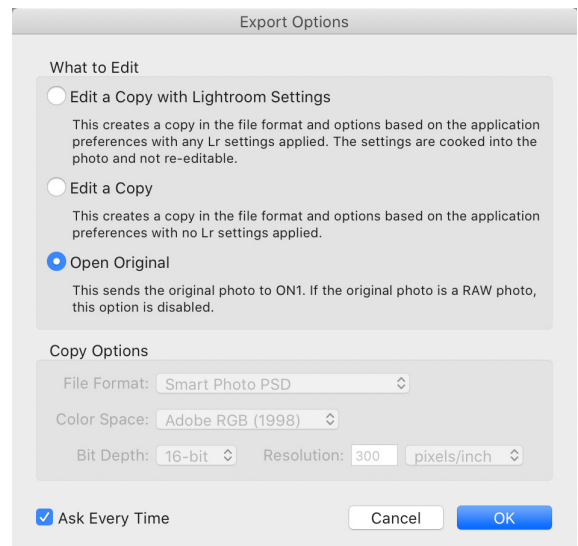 Export Options
What to Edit
Edit a Copy with Lightroom Settings
This creates a copy in the file format and options based on the application
preferences with any Lr settings applied. The settings are cooked into the
photo and not re-editable.
Edit a Copy
This creates a copy in the file format and options based on the application
preferences with no Lr settings applied.
Open Original
This sends the original photo to ON1. If the original photo is a RAW photo,
this option is disabled.
Copy Options
File Format: Smart Photo PSD
Color Space: Adobe RGB (1998)
Bit Depth: 16-bit Resolution: 300 pixels/inch
Ask Every Time Cancel OK